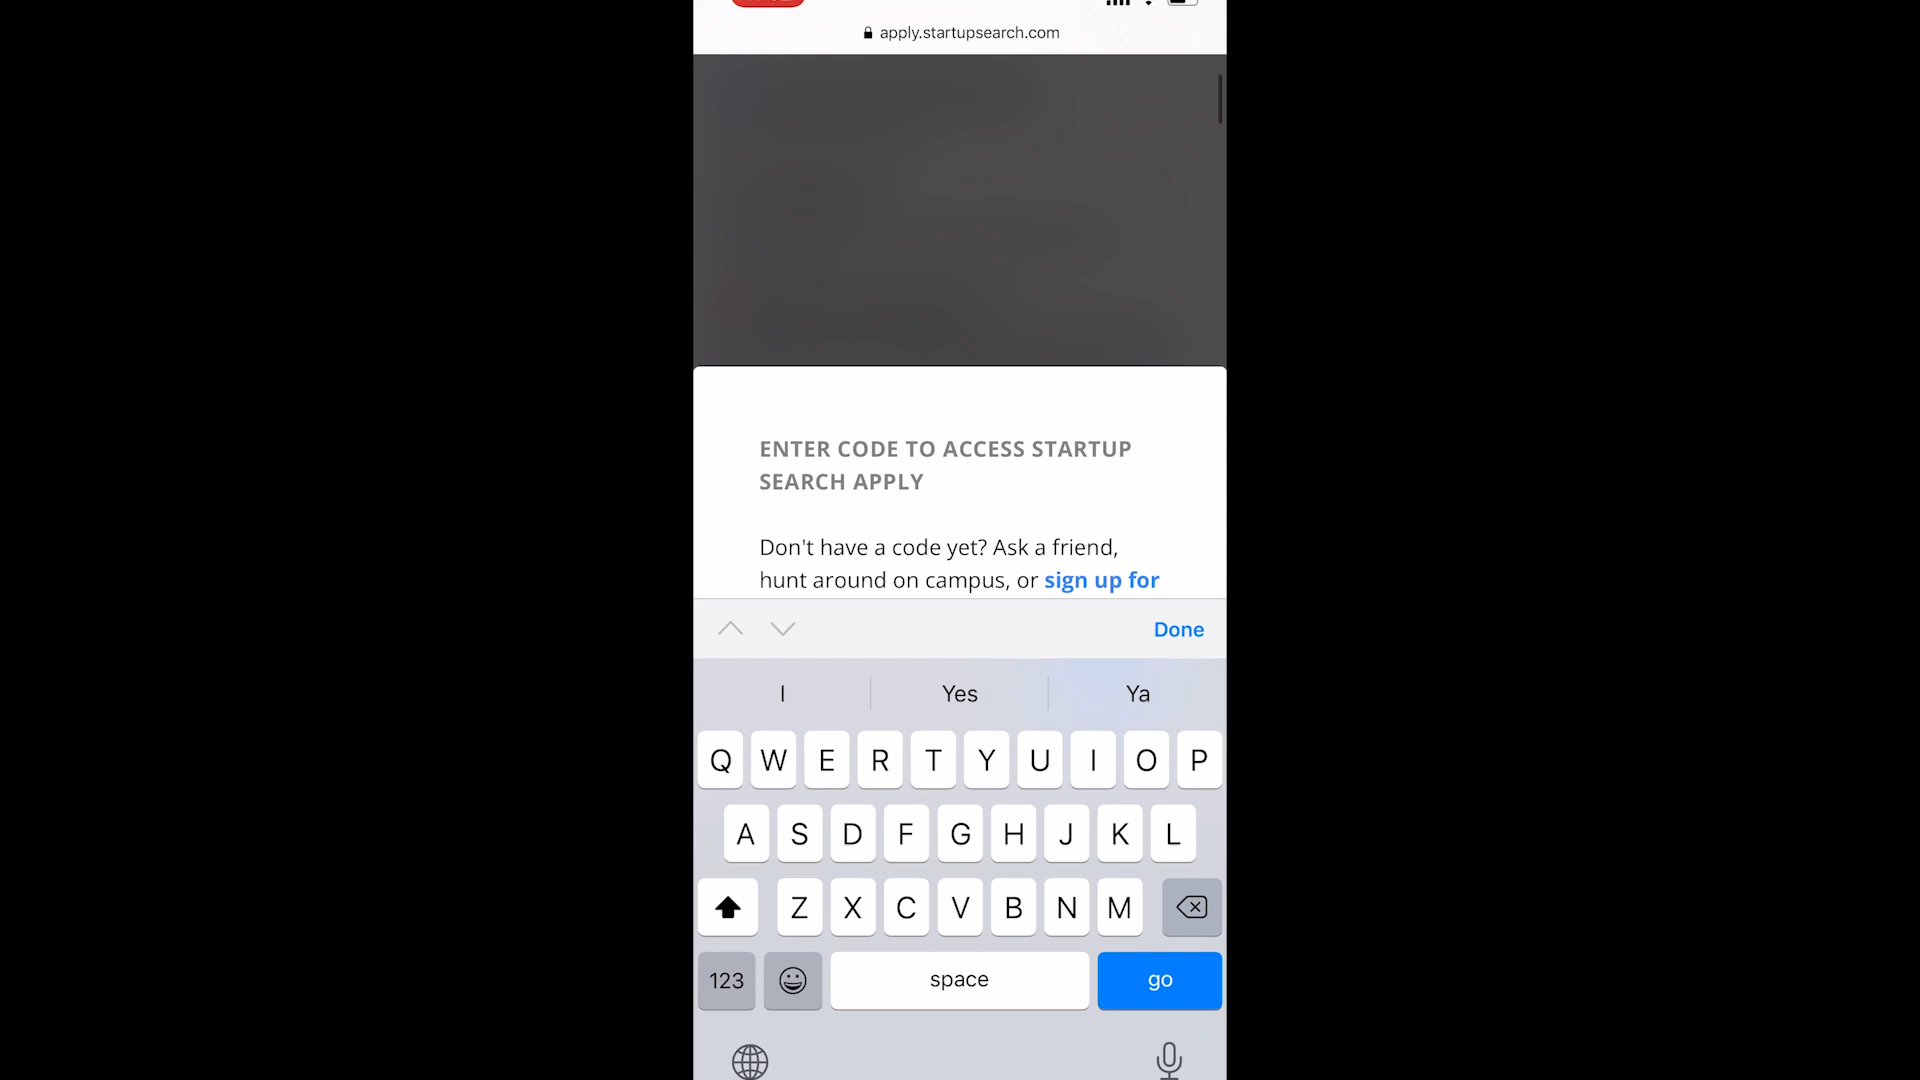 apply.startupsearch.com
ENTER CODE TO ACCESS STARTUP
SEARCH APPLY
Don't have a code yet? Ask a friend,
hunt around on campus, or sign up for
Done
I Yes Ya
Q W E R T Y U I O P
A S D F G H J K L
Z X C V B N M
123 space go